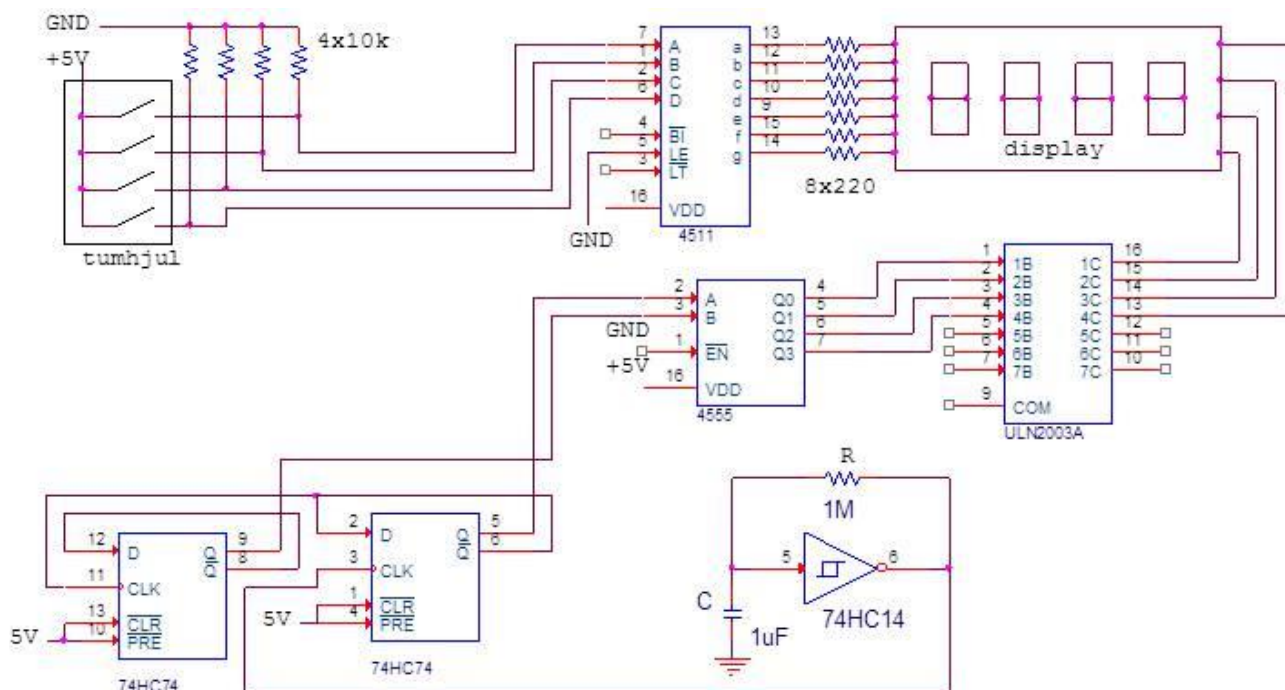 GND
+5V
4x10k
tumhjul
7 A a 13
1 B b 12
2 C c 11
6 D d 10
e 9
4 BI f 15
5 LE g 14
3 LT
16 VDD
GND
4511
8x220
display
2 A Q0 4
3 B Q1 5
Q2 6
GND
1 EN Q3 7
+5V
16 VDD
4555
1 1B 1C 16
2 2B 2C 15
3 3B 3C 14
4 4B 4C 13
5 5B 5C 12
6 6B 6C 11
7 7B 7C 10
9 COM
ULN2003A
12 D Q 9
Q 8
11 CLK
13 CLR
5V
10 PRE
74HC74
2 D Q 5
Q 6
3 CLK
1 CLR
5V
4 PRE
74HC74
R
1M
5 6
C
1uF
74HC14